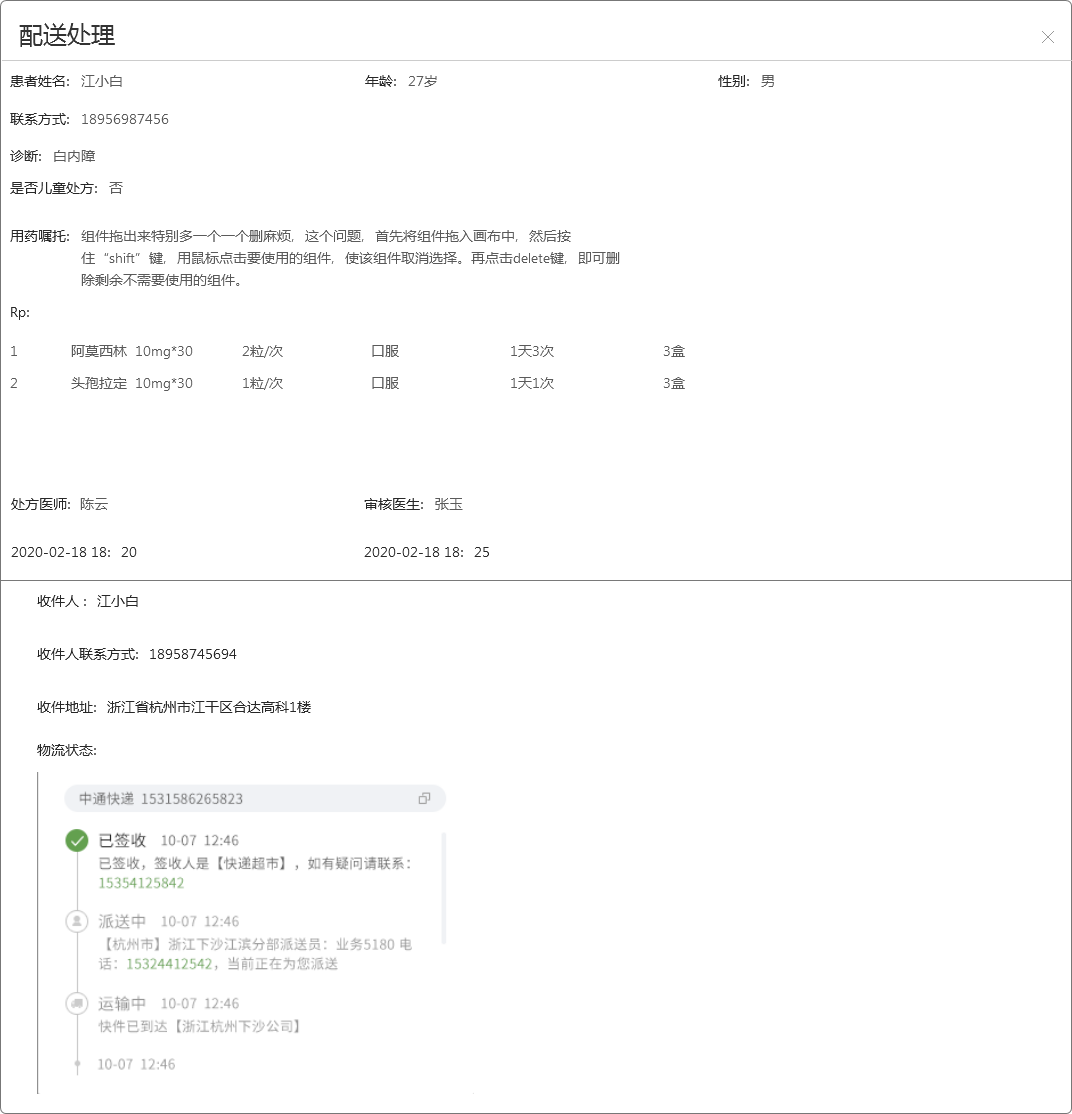 配送处理
患者姓名: 江小白 年龄: 27岁 性别: 男
联系方式: 18956987456
诊断: 白内障
是否儿童处方: 否
用药嘱托: 组件拖出来特别多一个一个删麻烦，这个问题，首先将组件拖入画布中，然后按
住“shift”键，用鼠标点击要使用的组件，使该组件取消选择。再点击delete键，即可删
除剩余不需要使用的组件。
Rp:
1 阿莫西林 10mg*30 2粒/次 口服 1天3次 3盒
2 头孢拉定 10mg*30 1粒/次 口服 1天1次 3盒
处方医师: 陈云 审核医生: 张玉
2020-02-18 18：20 2020-02-18 18：25
收件人： 江小白
收件人联系方式: 18958745694
收件地址: 浙江省杭州市江干区合达高科1楼
物流状态:
中通快递 1531586265823
已签收 10-07 12:46
已签收，签收人是【快递超市】，如有疑问请联系：
15354125842
派送中 10-07 12:46
【杭州市】浙江下沙江滨分部派送员：业务5180 电
话：15324412542，当前正在为您派送
运输中 10-07 12:46
快件已到达【浙江杭州下沙公司】
10-07 12:46